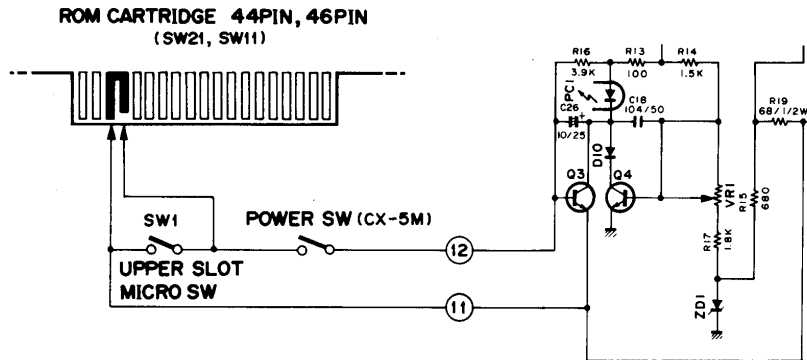 ROM CARTRIDGE 44PIN, 46PIN
(SW21, SW11)
R16
3.9K
R13
100
R14
1.5K
PC1
C26
+
10/25
C18
104/50
R19
68/1/2W
D10
Q3
Q4
VR1
R15
680
R17
1.8K
ZD1
SW1
POWER SW (CX-5M)
12
UPPER SLOT
MICRO SW
11